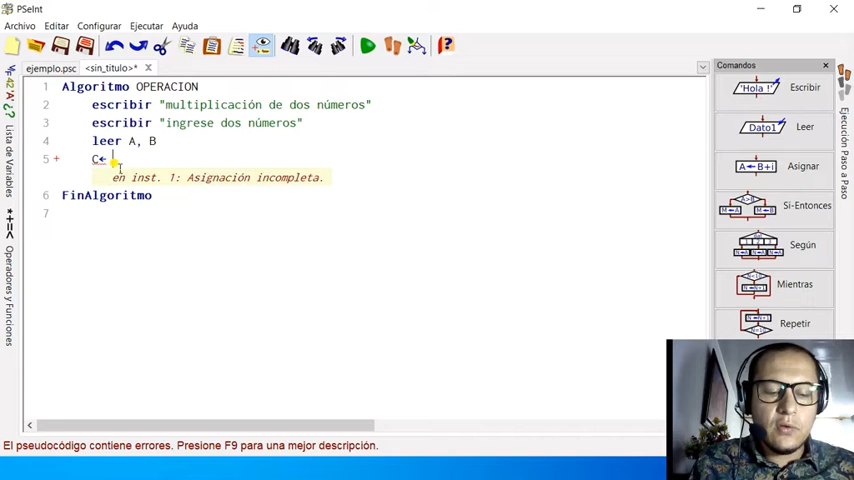 PSeInt
Archivo Editar Configurar Ejecutar Ayuda
ejemplo.psc <sin_titulo>*
1 Algoritmo OPERACION
2 escribir "multiplicación de dos números"
3 escribir "ingrese dos números"
4 leer A, B
5 + C←
en inst. 1: Asignación incompleta.
6 FinAlgoritmo
7
Lista de Variables
*+=< Operadores y Funciones
Comandos
'Hola !' Escribir
Dato1 Leer
A ← B+i Asignar
Si-Entonces
Según
Mientras
Repetir
Ejecución Paso a Paso
El pseudocódigo contiene errores. Presione F9 para una mejor descripción.